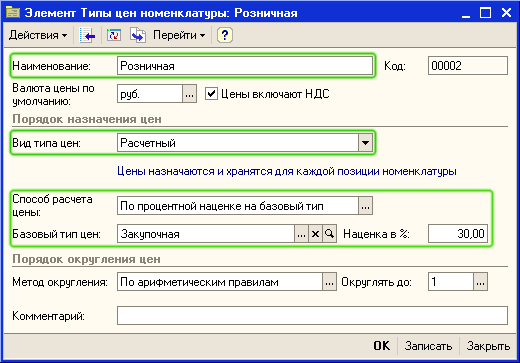 Элемент Типы цен номенклатуры: Розничная
Действия Перейти ?
Наименование: Розничная Код: 00002
Валюта цены по умолчанию: руб. ... Цены включают НДС
Порядок назначения цен
Вид типа цен: Расчетный
Цены назначаются и хранятся для каждой позиции номенклатуры
Способ расчета цены: По процентной наценке на базовый тип ...
Базовый тип цен: Закупочная ... Наценка в %: 30,00
Порядок округления цен
Метод округления: По арифметическим правилам ... Округлять до: 1 ...
Комментарий:
OK Записать Закрыть